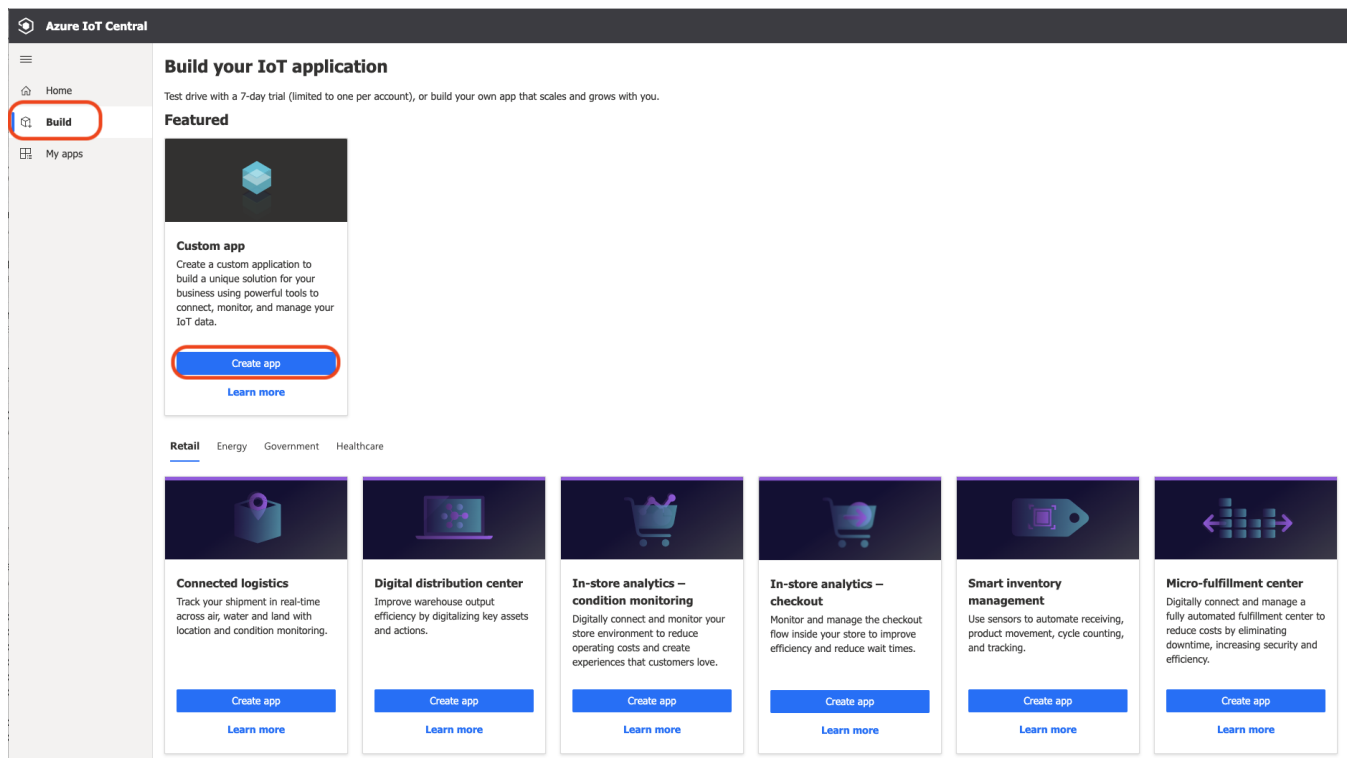 Azure IoT Central
Home
Build
My apps
Build your IoT application
Test drive with a 7-day trial (limited to one per account), or build your own app that scales and grows with you.
Featured
Custom app
Create a custom application to
build a unique solution for your
business using powerful tools to
connect, monitor, and manage your
IoT data.
Create app
Learn more
Retail Energy Government Healthcare
Connected logistics
Track your shipment in real-time
across air, water and land with
location and condition monitoring.
Create app
Learn more
Digital distribution center
Improve warehouse output
efficiency by digitalizing key assets
and actions.
Create app
Learn more
In-store analytics –
condition monitoring
Digitally connect and monitor your
store environment to reduce
operating costs and create
experiences that customers love.
Create app
Learn more
In-store analytics –
checkout
Monitor and manage the checkout
flow inside your store to improve
efficiency and reduce wait times.
Create app
Learn more
Smart inventory
management
Use sensors to automate receiving,
product movement, cycle counting,
and tracking.
Create app
Learn more
Micro-fulfillment center
Digitally connect and manage a
fully automated fulfillment center to
reduce costs by eliminating
downtime, increasing security and
efficiency.
Create app
Learn more